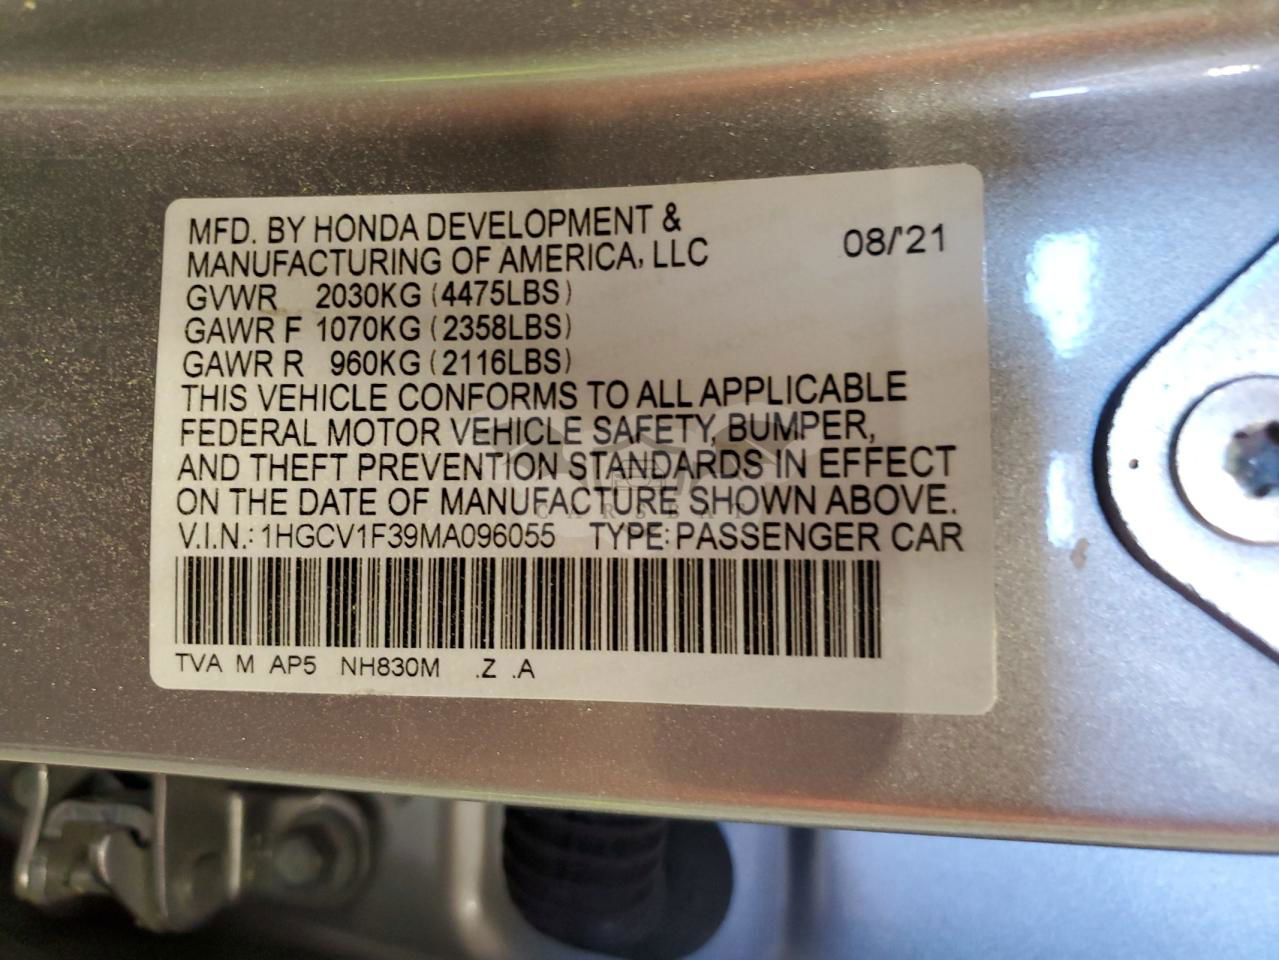 MFD. BY HONDA DEVELOPMENT &
MANUFACTURING OF AMERICA, LLC
08/'21
GVWR 2030KG (4475LBS)
GAWR F 1070KG (2358LBS)
GAWR R 960KG (2116LBS)
THIS VEHICLE CONFORMS TO ALL APPLICABLE
FEDERAL MOTOR VEHICLE SAFETY, BUMPER,
AND THEFT PREVENTION STANDARDS IN EFFECT
ON THE DATE OF MANUFACTURE SHOWN ABOVE.
V.I.N.: 1HGCV1F39MA096055 TYPE: PASSENGER CAR
TVA M AP5 NH830M .Z .A